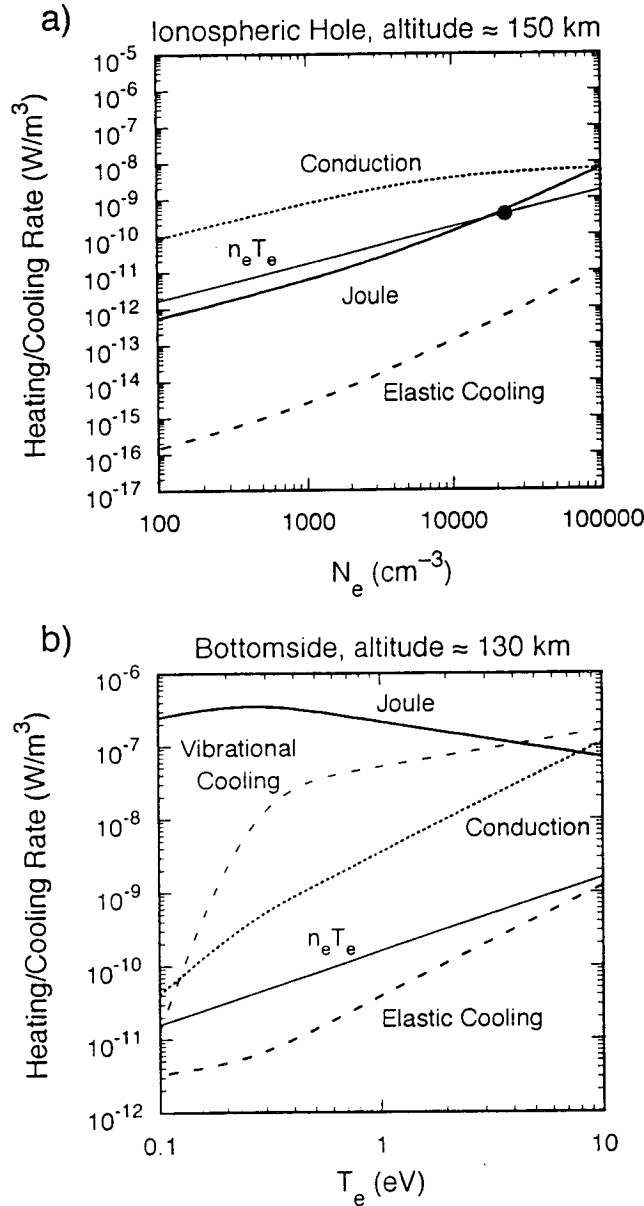 a)
Ionospheric Hole, altitude ≈ 150 km
Heating/Cooling Rate (W/m³)
10⁻⁵
10⁻⁶
10⁻⁷
10⁻⁸
10⁻⁹
10⁻¹⁰
10⁻¹¹
10⁻¹²
10⁻¹³
10⁻¹⁴
10⁻¹⁵
10⁻¹⁶
10⁻¹⁷
Conduction
nₑTₑ
Joule
Elastic Cooling
100 1000 10000 100000
Nₑ (cm⁻³)
b)
Bottomside, altitude ≈ 130 km
Heating/Cooling Rate (W/m³)
10⁻⁶
10⁻⁷
10⁻⁸
10⁻⁹
10⁻¹⁰
10⁻¹¹
10⁻¹²
Joule
Vibrational
Cooling
Conduction
nₑTₑ
Elastic Cooling
0.1 1 10
Tₑ (eV)